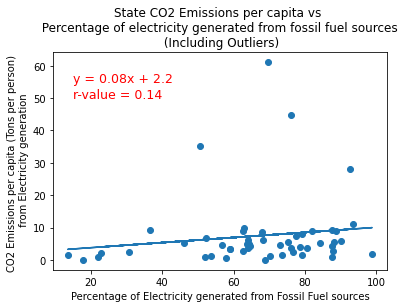 State CO2 Emissions per capita vs
Percentage of electricity generated from fossil fuel sources
(Including Outliers)
y = 0.08x + 2.2
r-value = 0.14
CO2 Emissions per capita (Tons per person)
from Electricity generation
60
50
40
30
20
10
0
20
40
60
80
100
Percentage of Electricity generated from Fossil Fuel sources